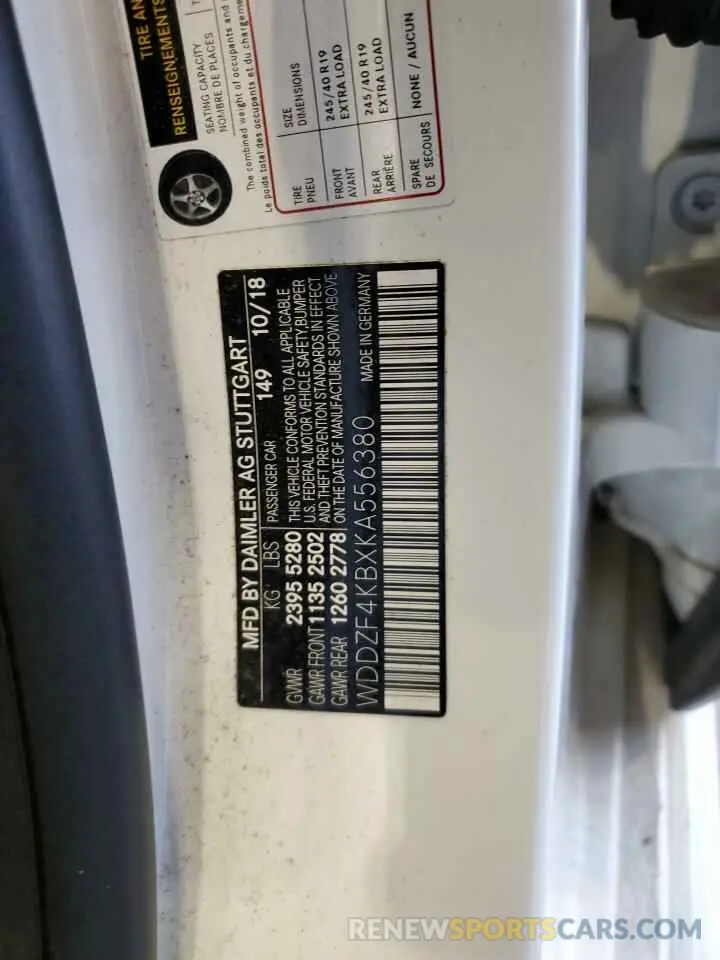 TIRE AN
RENSEIGNEMENTS
SEATING CAPACITY
NOMBRE DE PLACES
The combined weight of occupants and
Le poids total des occupants et du chargeme
TIRE SIZE
PNEU DIMENSIONS
FRONT 245/40 R19
AVANT EXTRA LOAD
REAR 245/40 R19
ARRIÈRE EXTRA LOAD
SPARE NONE / AUCUN
DE SECOURS
MFD BY DAIMLER AG STUTTGART
KG LBS PASSENGER CAR 149 10/18
GVWR 2395 5280 THIS VEHICLE CONFORMS TO ALL APPLICABLE
U.S. FEDERAL MOTOR VEHICLE SAFETY,BUMPER
GAWR FRONT 1135 2502 AND THEFT PREVENTION STANDARDS IN EFFECT
GAWR REAR 1260 2778 ON THE DATE OF MANUFACTURE SHOWN ABOVE
WDDZF4KBXKA556380 MADE IN GERMANY
RENEWSPORTSCARS.COM